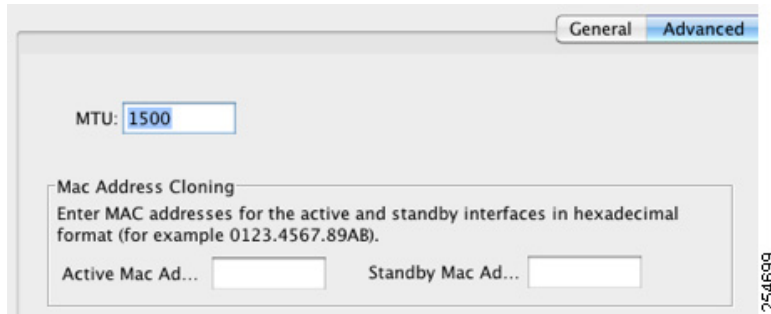 General Advanced
MTU: 1500
Mac Address Cloning
Enter MAC addresses for the active and standby interfaces in hexadecimal
format (for example 0123.4567.89AB).
Active Mac Ad... Standby Mac Ad...
254699